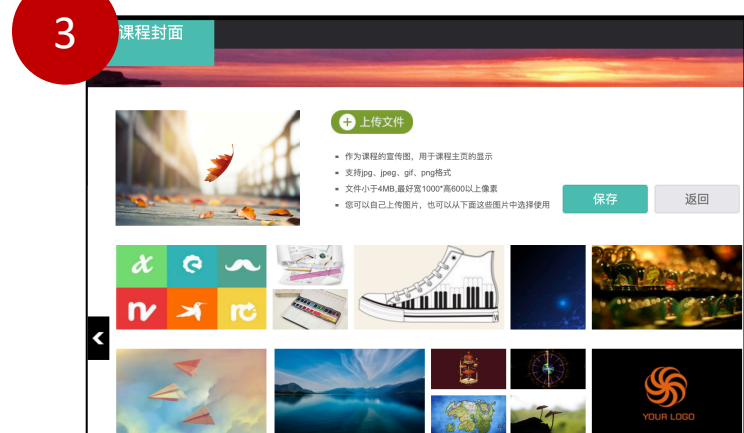 3
课程封面
上传文件
作为课程的宣传图，用于课程主页的显示
支持jpg、jpeg、gif、png格式
文件小于4MB,最好宽1000*高600以上像素
您可以自己上传图片，也可以从下面这些图片中选择使用
保存
返回
YOUR LOGO